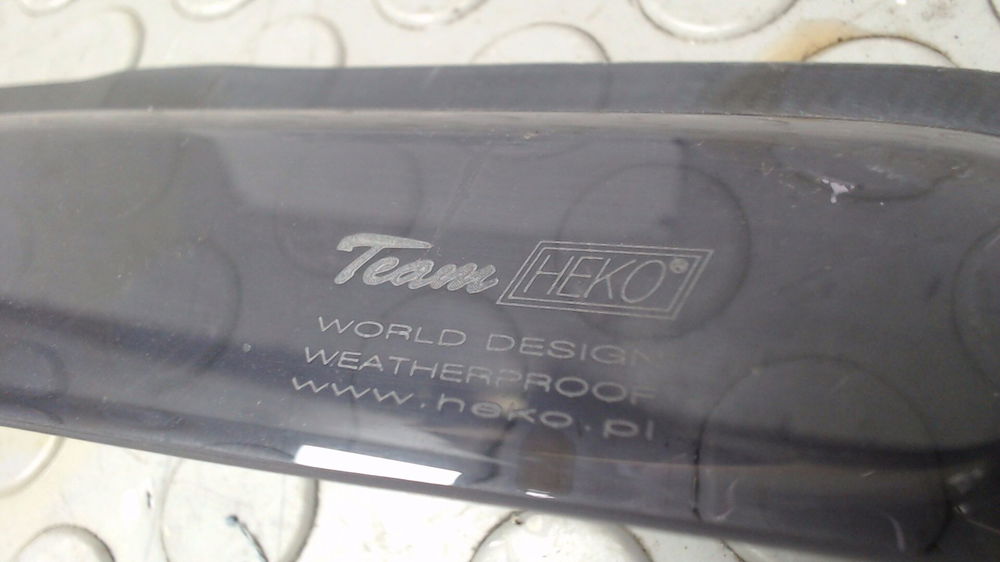 Team HEKO®
WORLD DESIGN
WEATHERPROOF
www.heko.pl